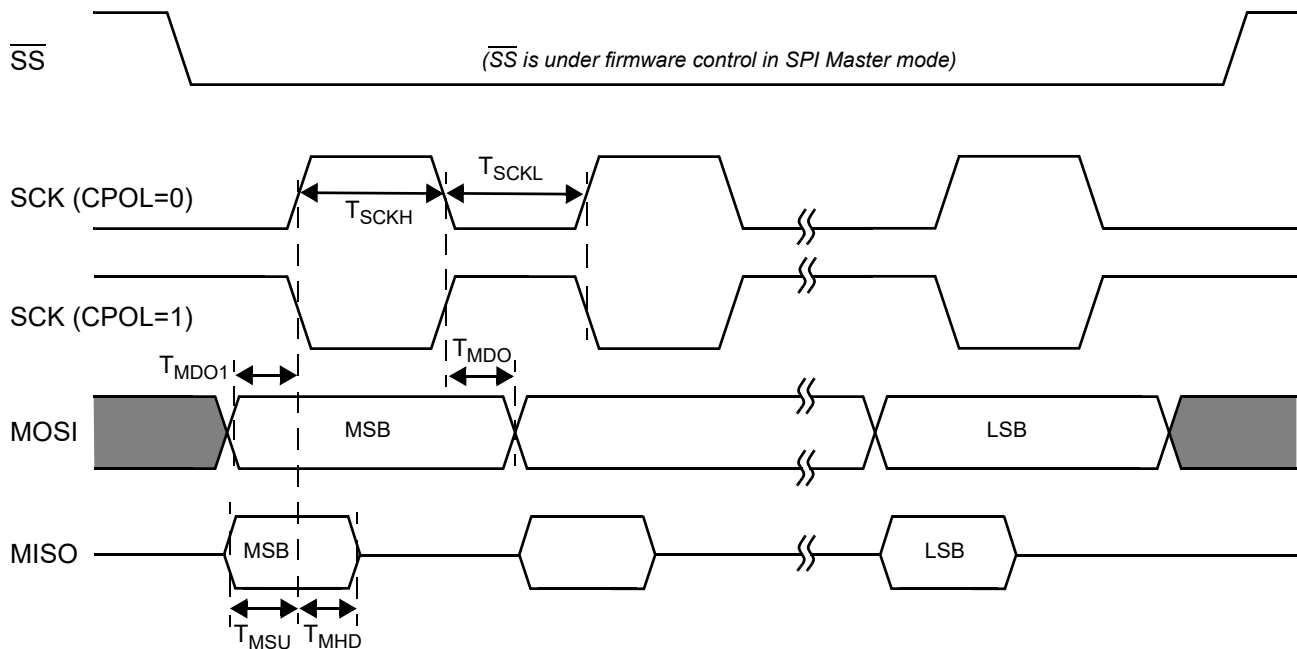 SS
(SS is under firmware control in SPI Master mode)
SCK (CPOL=0)
TSCKH
TSCKL
SCK (CPOL=1)
TMDO1
TMDO
MOSI
MSB
LSB
MISO
MSB
LSB
TMSU
TMHD